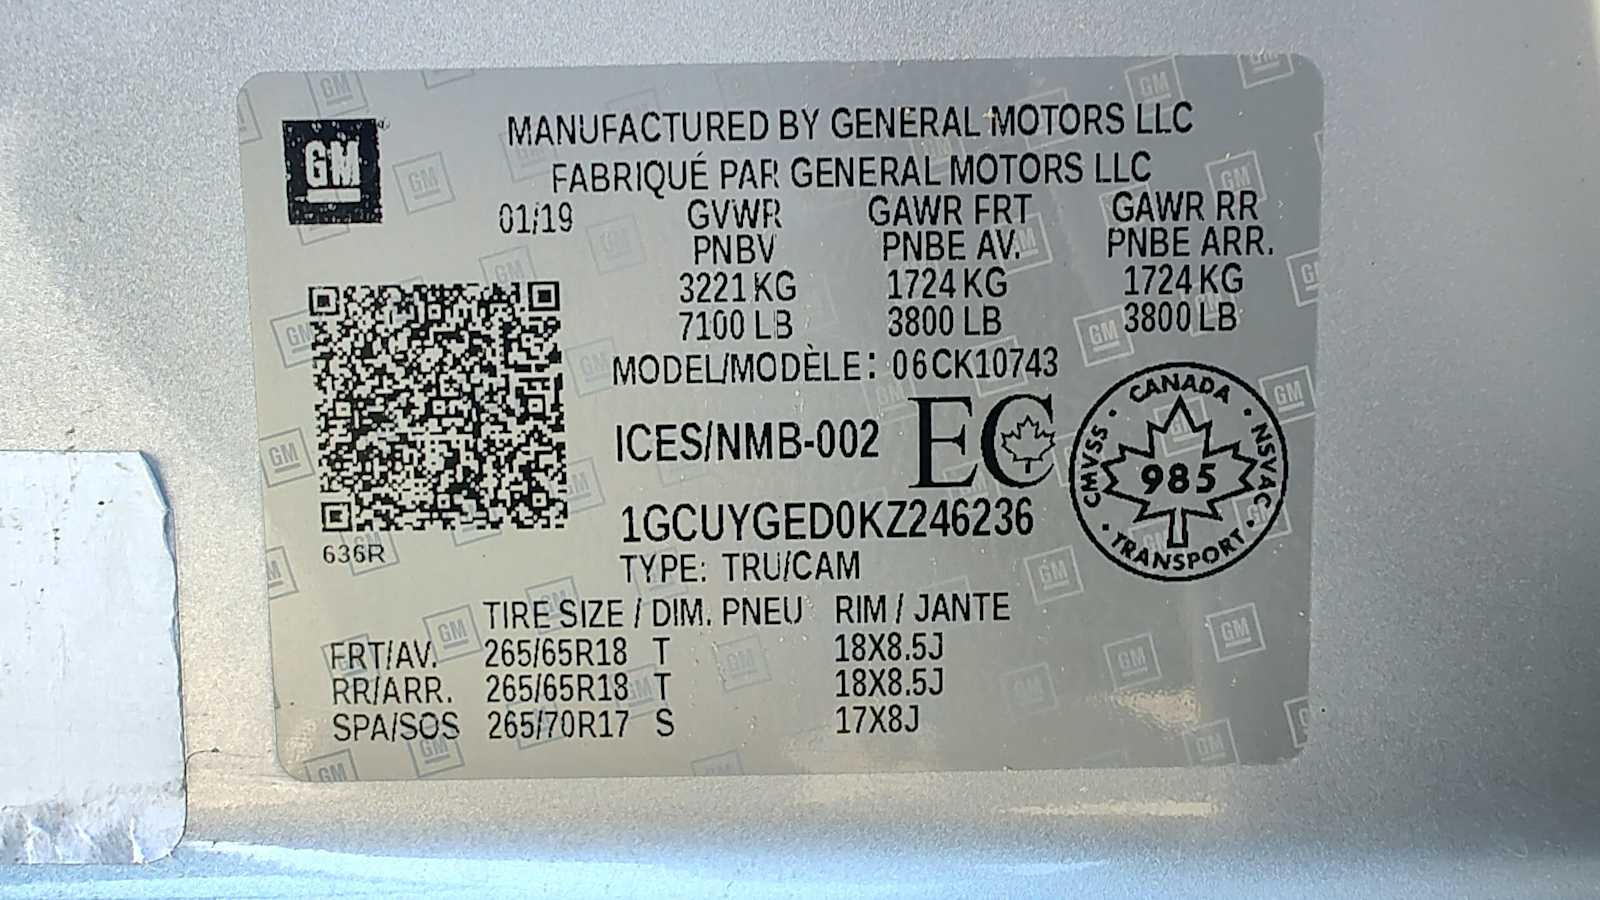 GM
MANUFACTURED BY GENERAL MOTORS LLC
FABRIQUÉ PAR GENERAL MOTORS LLC
01/19 GVWR GAWR FRT GAWR RR
PNBV PNBE AV. PNBE ARR.
3221 KG 1724 KG 1724 KG
7100 LB 3800 LB 3800 LB
MODEL/MODÈLE: 06CK10743
ICES/NMB-002 EC
CANADA
CMVSS 985 NSVAC
TRANSPORT
1GCUYGED0KZ246236
636R
TYPE: TRU/CAM
TIRE SIZE / DIM. PNEU RIM / JANTE
FRT/AV. 265/65R18 T 18X8.5J
RR/ARR. 265/65R18 T 18X8.5J
SPA/SOS 265/70R17 S 17X8J